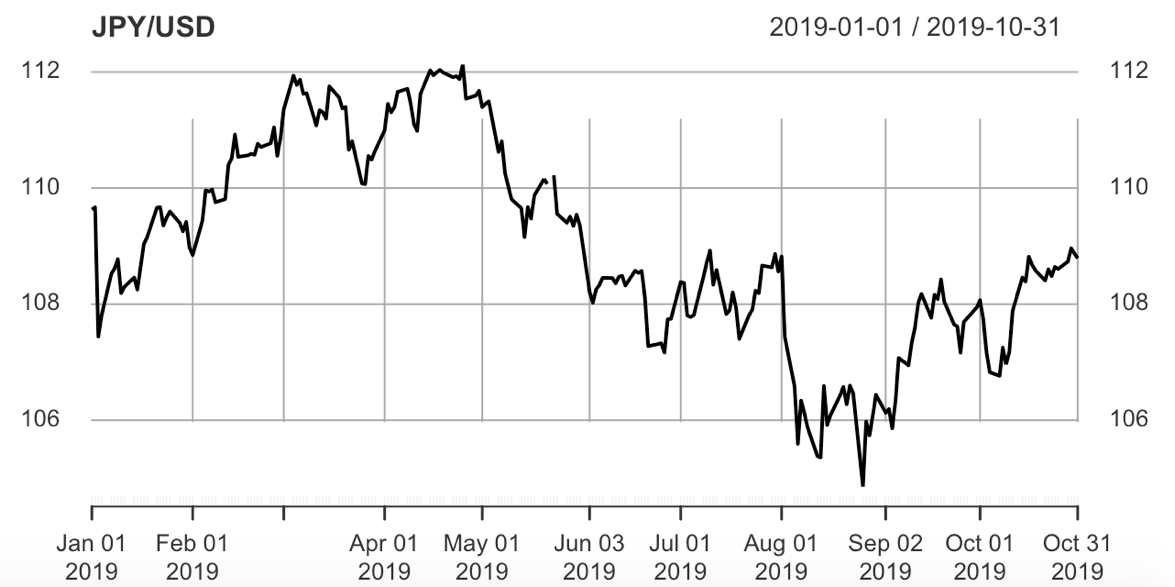 JPY/USD 2019-01-01 / 2019-10-31
112 112
110 110
108 108
106 106
Jan 01 Feb 01 Apr 01 May 01 Jun 03 Jul 01 Aug 01 Sep 02 Oct 01 Oct 31
2019 2019 2019 2019 2019 2019 2019 2019 2019 2019